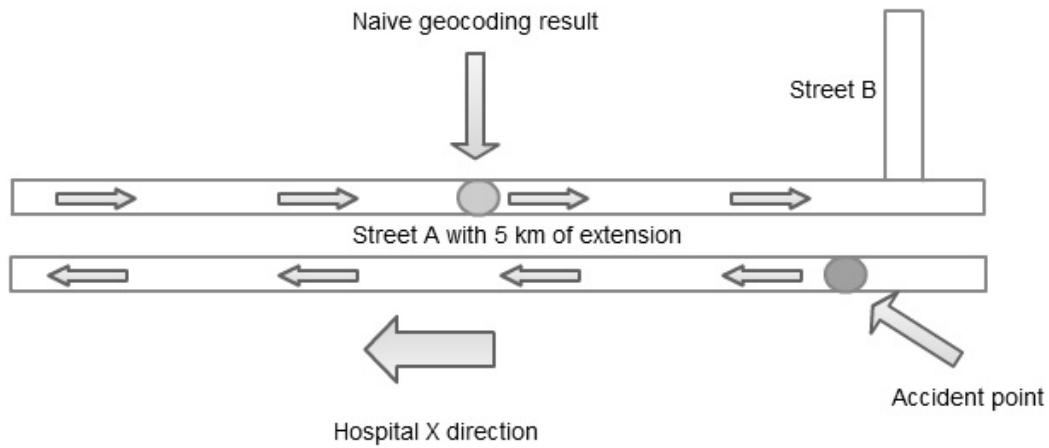 Naive geocoding result
Street B
Street A with 5 km of extension
Accident point
Hospital X direction